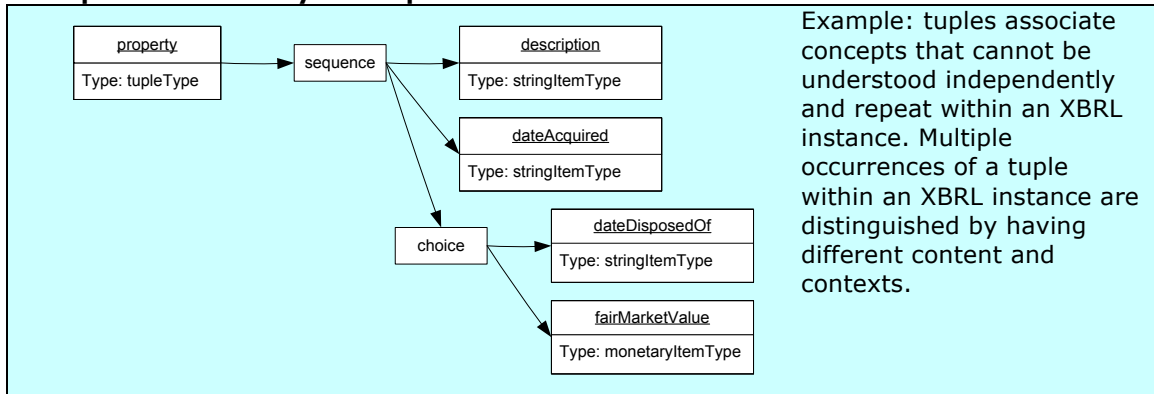 property
Type: tupleType
sequence
description
Type: stringItemType
dateAcquired
Type: stringItemType
choice
dateDisposedOf
Type: stringItemType
fairMarketValue
Type: monetaryItemType
Example: tuples associate
concepts that cannot be
understood independently
and repeat within an XBRL
instance. Multiple
occurrences of a tuple
within an XBRL instance are
distinguished by having
different content and
contexts.